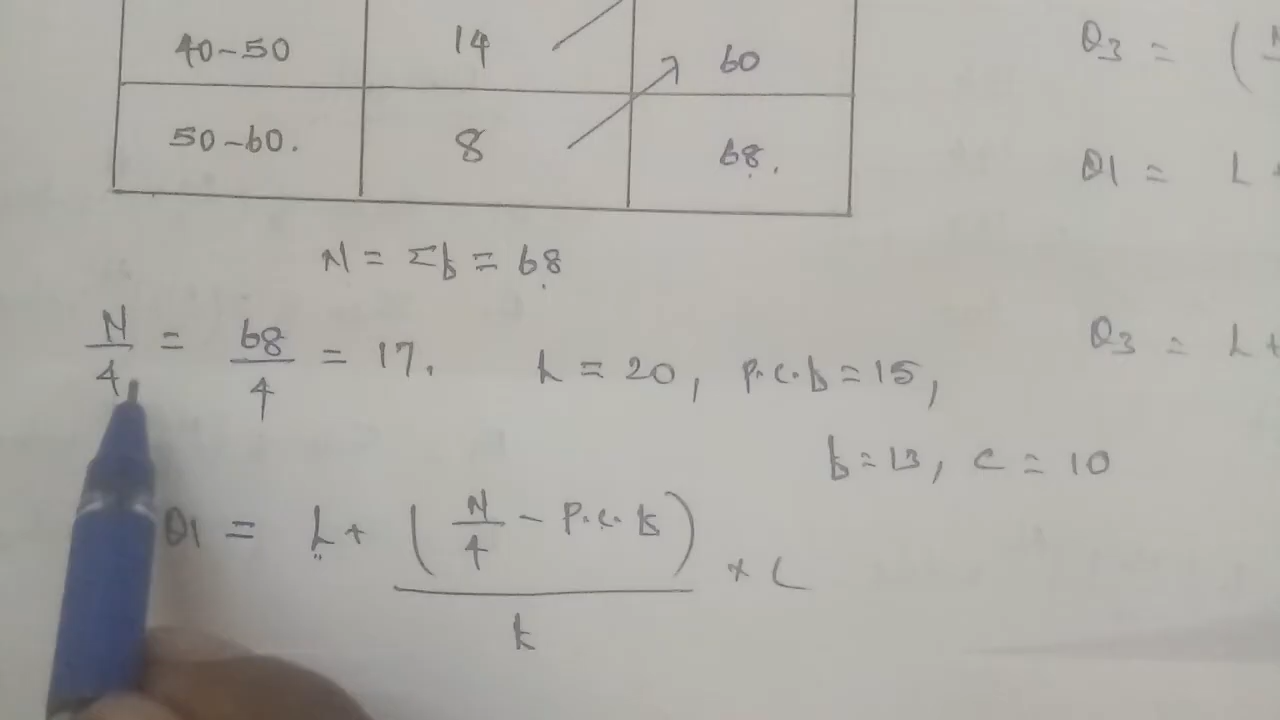 40-50 14 60
50-60. 8 68.
N = Σf = 68
N/4 = 68/4 = 17. L = 20, P.c.f = 15,
f = 13, c = 10
Q1 = L + (N/4 - P.c.f)/f × C
Q3 = (
Q1 = L +
Q3 = L +